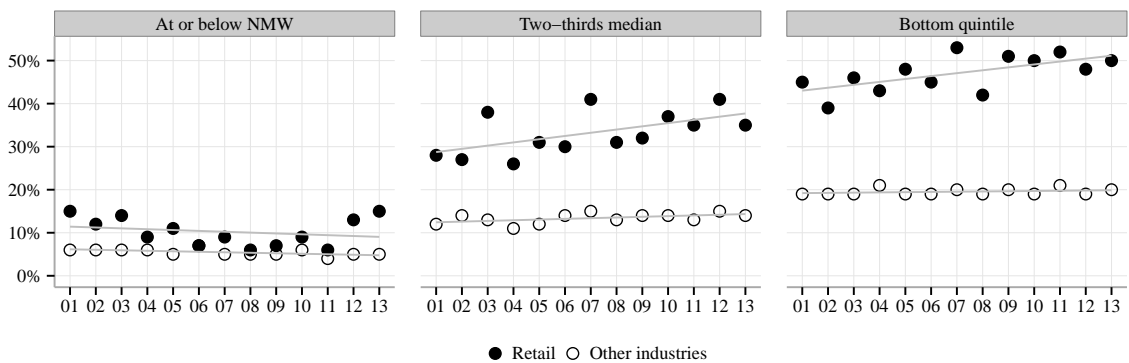 At or below NMW
Two−thirds median
Bottom quintile
50%
40%
30%
20%
10%
0%
01 02 03 04 05 06 07 08 09 10 11 12 13
01 02 03 04 05 06 07 08 09 10 11 12 13
01 02 03 04 05 06 07 08 09 10 11 12 13
Retail Other industries